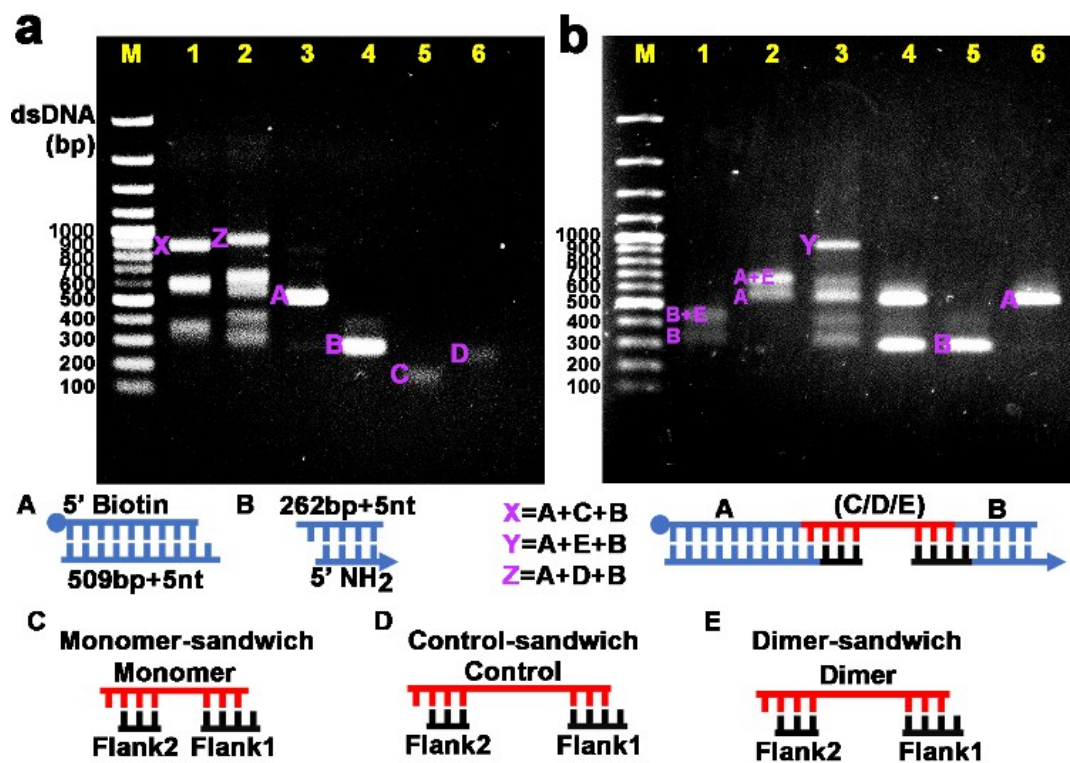 a
M 1 2 3 4 5 6
dsDNA
(bp)
1000
900
800
700
600
500
400
300
200
100
X
Z
A
B
C
D
b
M 1 2 3 4 5 6
1000
900
800
700
600
500
400
300
200
100
Y
A+E
A
B+E
B
B
A
A 5' Biotin
509bp+5nt
B 262bp+5nt
5' NH2
X=A+C+B
Y=A+E+B
Z=A+D+B
A (C/D/E) B
C
Monomer-sandwich
Monomer
Flank2 Flank1
D
Control-sandwich
Control
Flank2 Flank1
E
Dimer-sandwich
Dimer
Flank2 Flank1